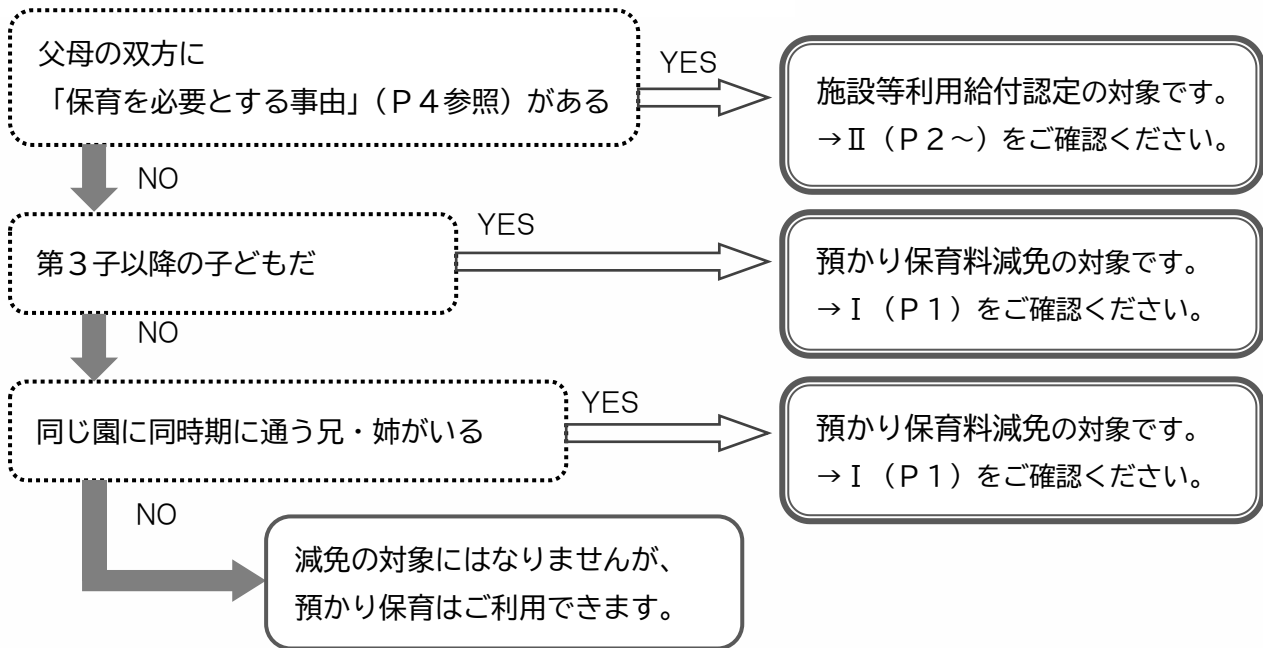 父母の双方に
「保育を必要とする事由」（Ｐ４参照）がある
YES
施設等利用給付認定の対象です。
→Ⅱ（Ｐ２～）をご確認ください。
NO
第３子以降の子どもだ
YES
預かり保育料減免の対象です。
→Ⅰ（Ｐ１）をご確認ください。
NO
同じ園に同時期に通う兄・姉がいる
YES
預かり保育料減免の対象です。
→Ⅰ（Ｐ１）をご確認ください。
NO
減免の対象にはなりませんが、
預かり保育はご利用できます。